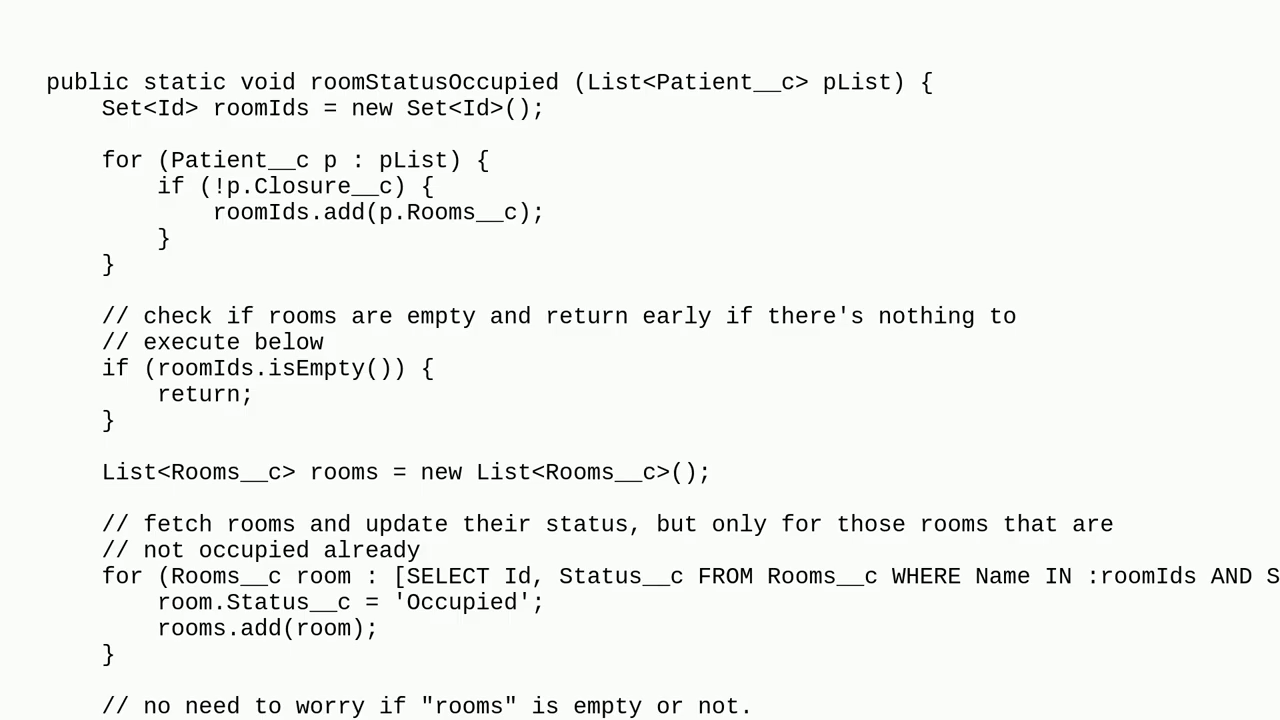 public static void roomStatusOccupied (List<Patient__c> pList) {
    Set<Id> roomIds = new Set<Id>();

    for (Patient__c p : pList) {
        if (!p.Closure__c) {
            roomIds.add(p.Rooms__c);
        }
    }

    // check if rooms are empty and return early if there's nothing to
    // execute below
    if (roomIds.isEmpty()) {
        return;
    }

    List<Rooms__c> rooms = new List<Rooms__c>();

    // fetch rooms and update their status, but only for those rooms that are
    // not occupied already
    for (Rooms__c room : [SELECT Id, Status__c FROM Rooms__c WHERE Name IN :roomIds AND S
        room.Status__c = 'Occupied';
        rooms.add(room);
    }

    // no need to worry if "rooms" is empty or not.